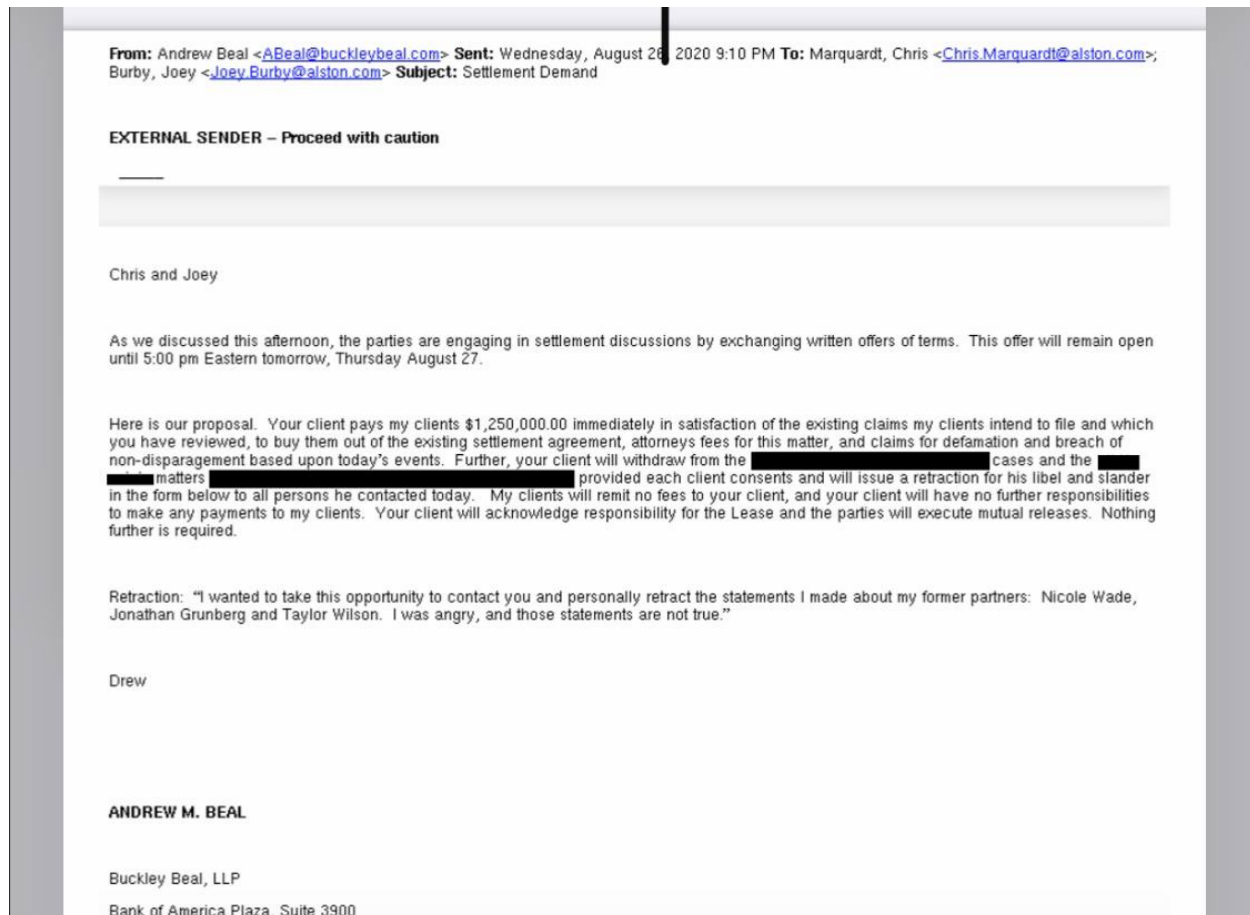 From: Andrew Beal <ABeal@buckleybeal.com> Sent: Wednesday, August 26, 2020 9:10 PM To: Marquardt, Chris <Chris.Marquardt@alston.com>;
Burby, Joey <Joey.Burby@alston.com> Subject: Settlement Demand
EXTERNAL SENDER – Proceed with caution
Chris and Joey
As we discussed this afternoon, the parties are engaging in settlement discussions by exchanging written offers of terms. This offer will remain open
until 5:00 pm Eastern tomorrow, Thursday August 27.
Here is our proposal. Your client pays my clients $1,250,000.00 immediately in satisfaction of the existing claims my clients intend to file and which
you have reviewed, to buy them out of the existing settlement agreement, attorneys fees for this matter, and claims for defamation and breach of
non-disparagement based upon today's events. Further, your client will withdraw from the cases and the
matters provided each client consents and will issue a retraction for his libel and slander
in the form below to all persons he contacted today. My clients will remit no fees to your client, and your client will have no further responsibilities
to make any payments to my clients. Your client will acknowledge responsibility for the Lease and the parties will execute mutual releases. Nothing
further is required.
Retraction: “I wanted to take this opportunity to contact you and personally retract the statements I made about my former partners: Nicole Wade,
Jonathan Grunberg and Taylor Wilson. I was angry, and those statements are not true.”
Drew
ANDREW M. BEAL
Buckley Beal, LLP
Bank of America Plaza, Suite 3900